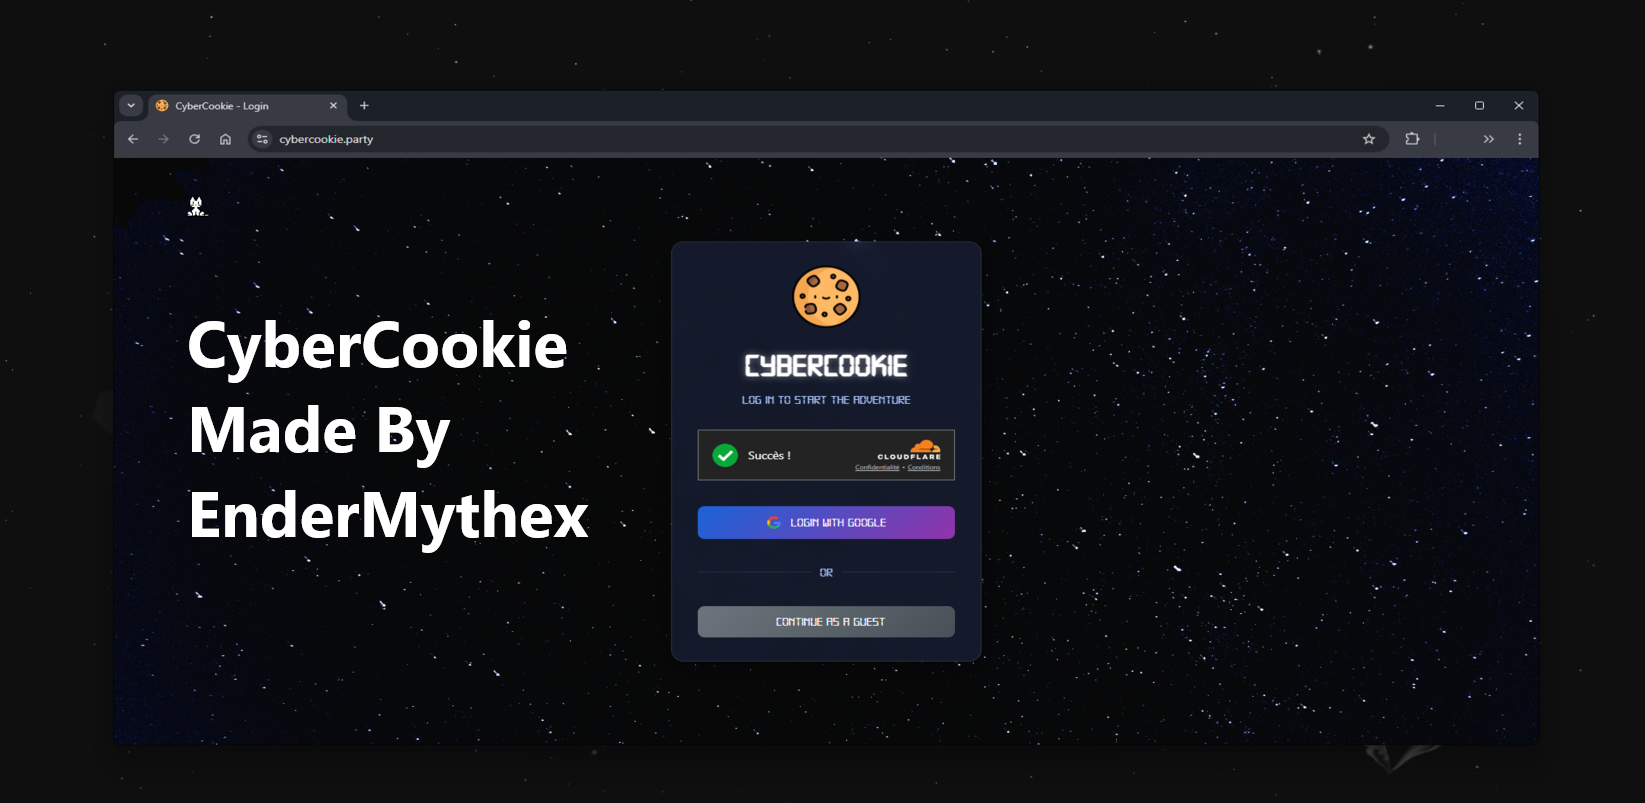 CyberCookie - Login
cybercookie.party
CyberCookie
Made By
EnderMythex
CYBERCOOKIE
LOG IN TO START THE ADVENTURE
Succès !
CLOUDFLARE
Confidentialité • Conditions
LOGIN WITH GOOGLE
OR
CONTINUE AS A GUEST